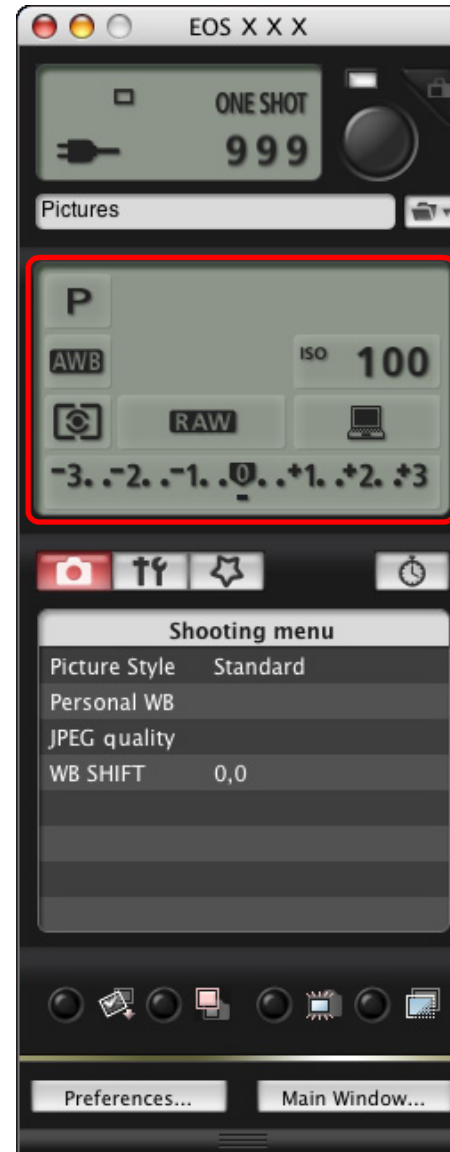 EOS X X X
ONE SHOT
999
Pictures
P
AWB
ISO 100
RAW
-3. .-2. .-1. .0. .+1. .+2. .+3
Shooting menu
Picture Style Standard
Personal WB
JPEG quality
WB SHIFT 0,0
Preferences... Main Window...